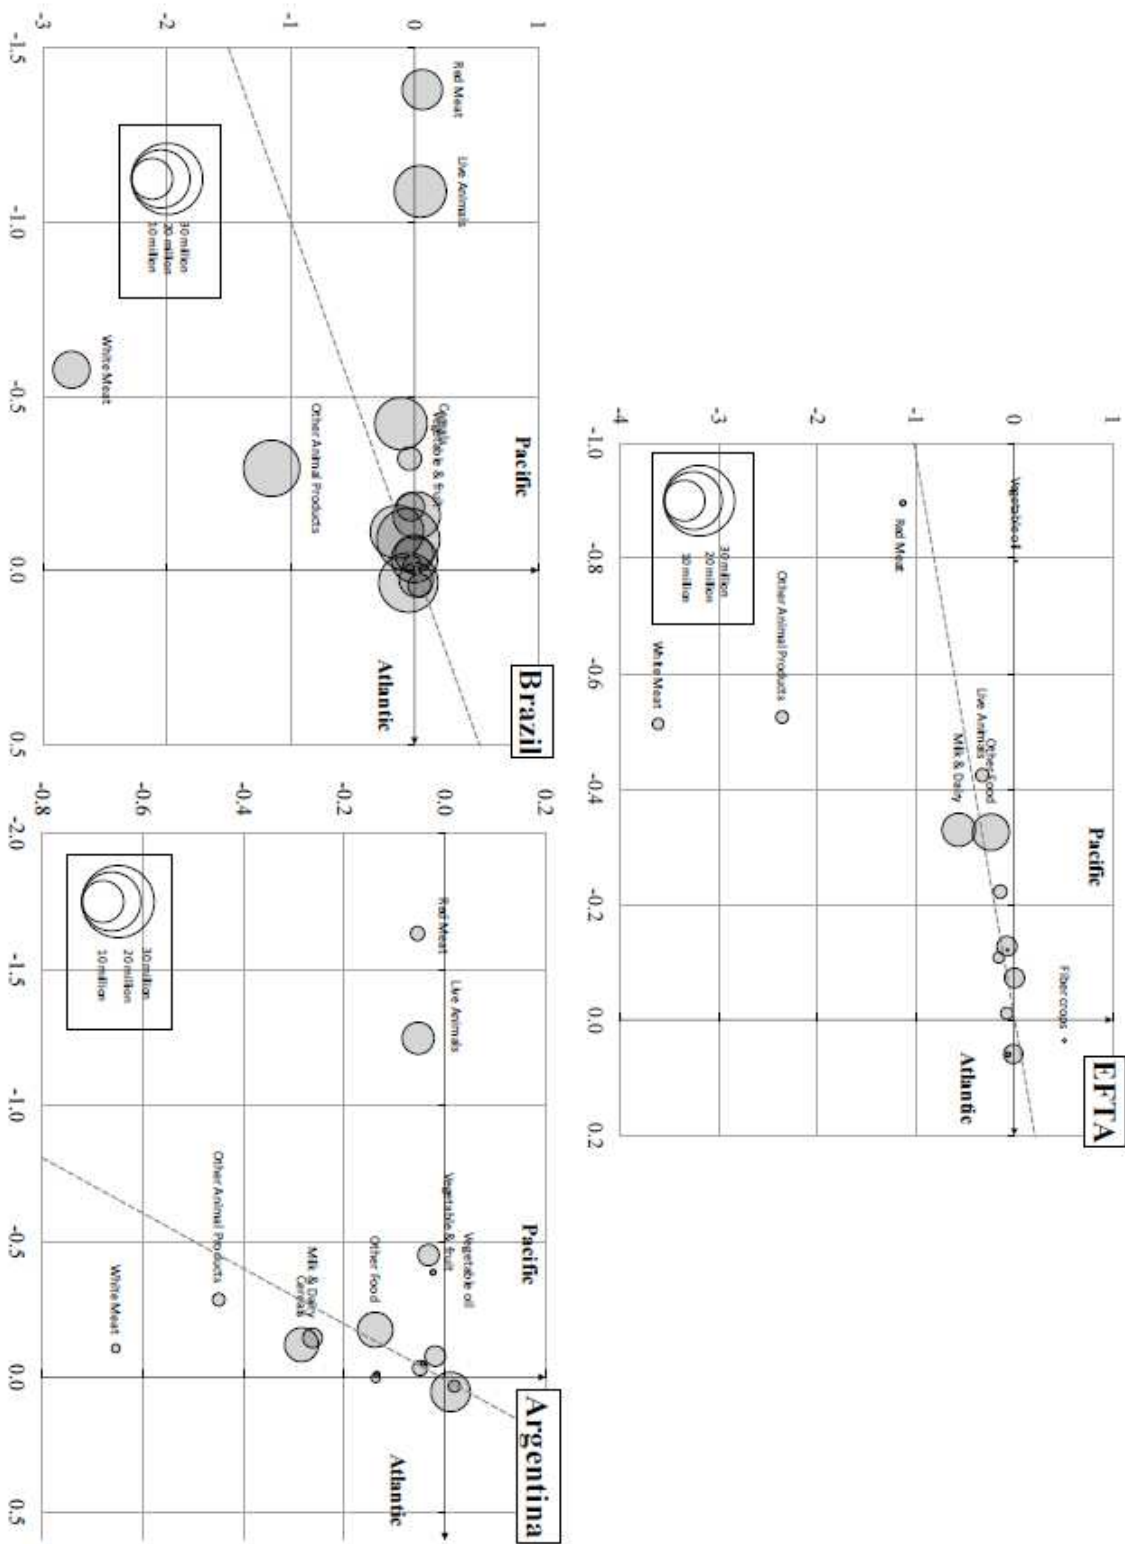 EFTA
Pacific
Atlantic
1
0
-1
-2
-3
-4
-1.0
-0.8
-0.6
-0.4
-0.2
0.0
0.2
Vegetable oil
Red Meat
Other Animal Products
White Meat
Live Animals
Other Food
Milk & Dairy
Fiber crops
30 million
20 million
10 million
Brazil
Pacific
Atlantic
1
0
-1
-2
-3
-1.5
-1.0
-0.5
0.0
0.5
Red Meat
Live Animals
White Meat
Other Animal Products
Cereals
Vegetable & fruit
30 million
20 million
10 million
Argentina
Pacific
Atlantic
0.2
0.0
-0.2
-0.4
-0.6
-0.8
-2.0
-1.5
-1.0
-0.5
0.0
0.5
Red Meat
Live Animals
Vegetable & fruit
Vegetable oil
Other Food
Milk & Dairy
Cereals
Other Animal Products
White Meat
30 million
20 million
10 million